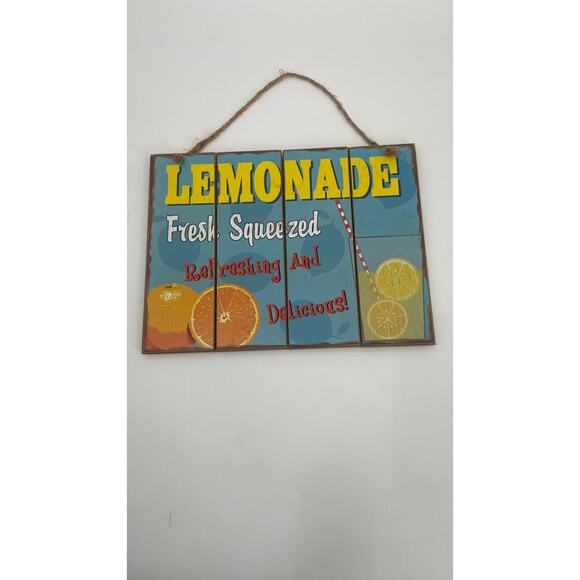 LEMONADE
Fresh Squeezed
Refreshing And
Delicious!